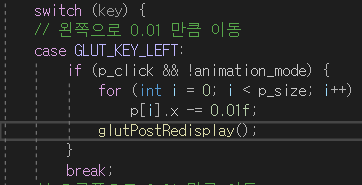 switch (key) {
// 왼쪽으로 0.01 만큼 이동
case GLUT_KEY_LEFT:
if (p_click && !animation_mode) {
for (int i = 0; i < p_size; i++)
p[i].x -= 0.01f;
glutPostRedisplay();
}
break;